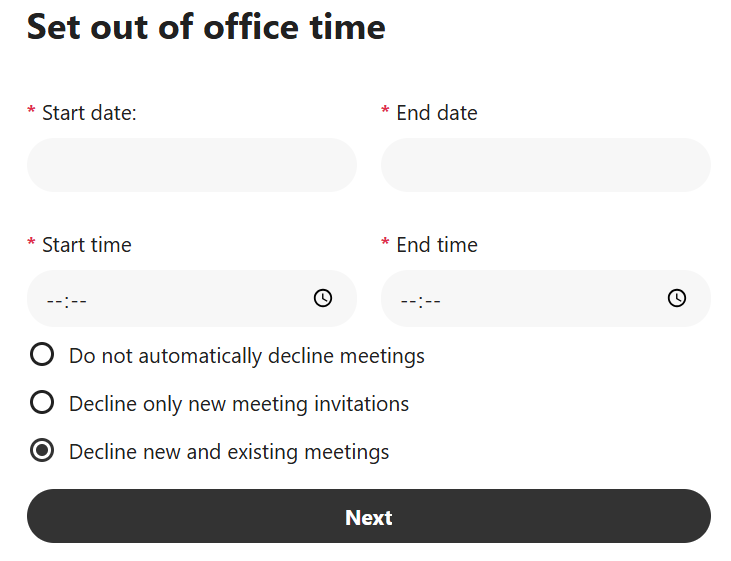 Set out of office time
* Start date:
* End date
* Start time
* End time
--:--
--:--
Do not automatically decline meetings
Decline only new meeting invitations
Decline new and existing meetings
Next